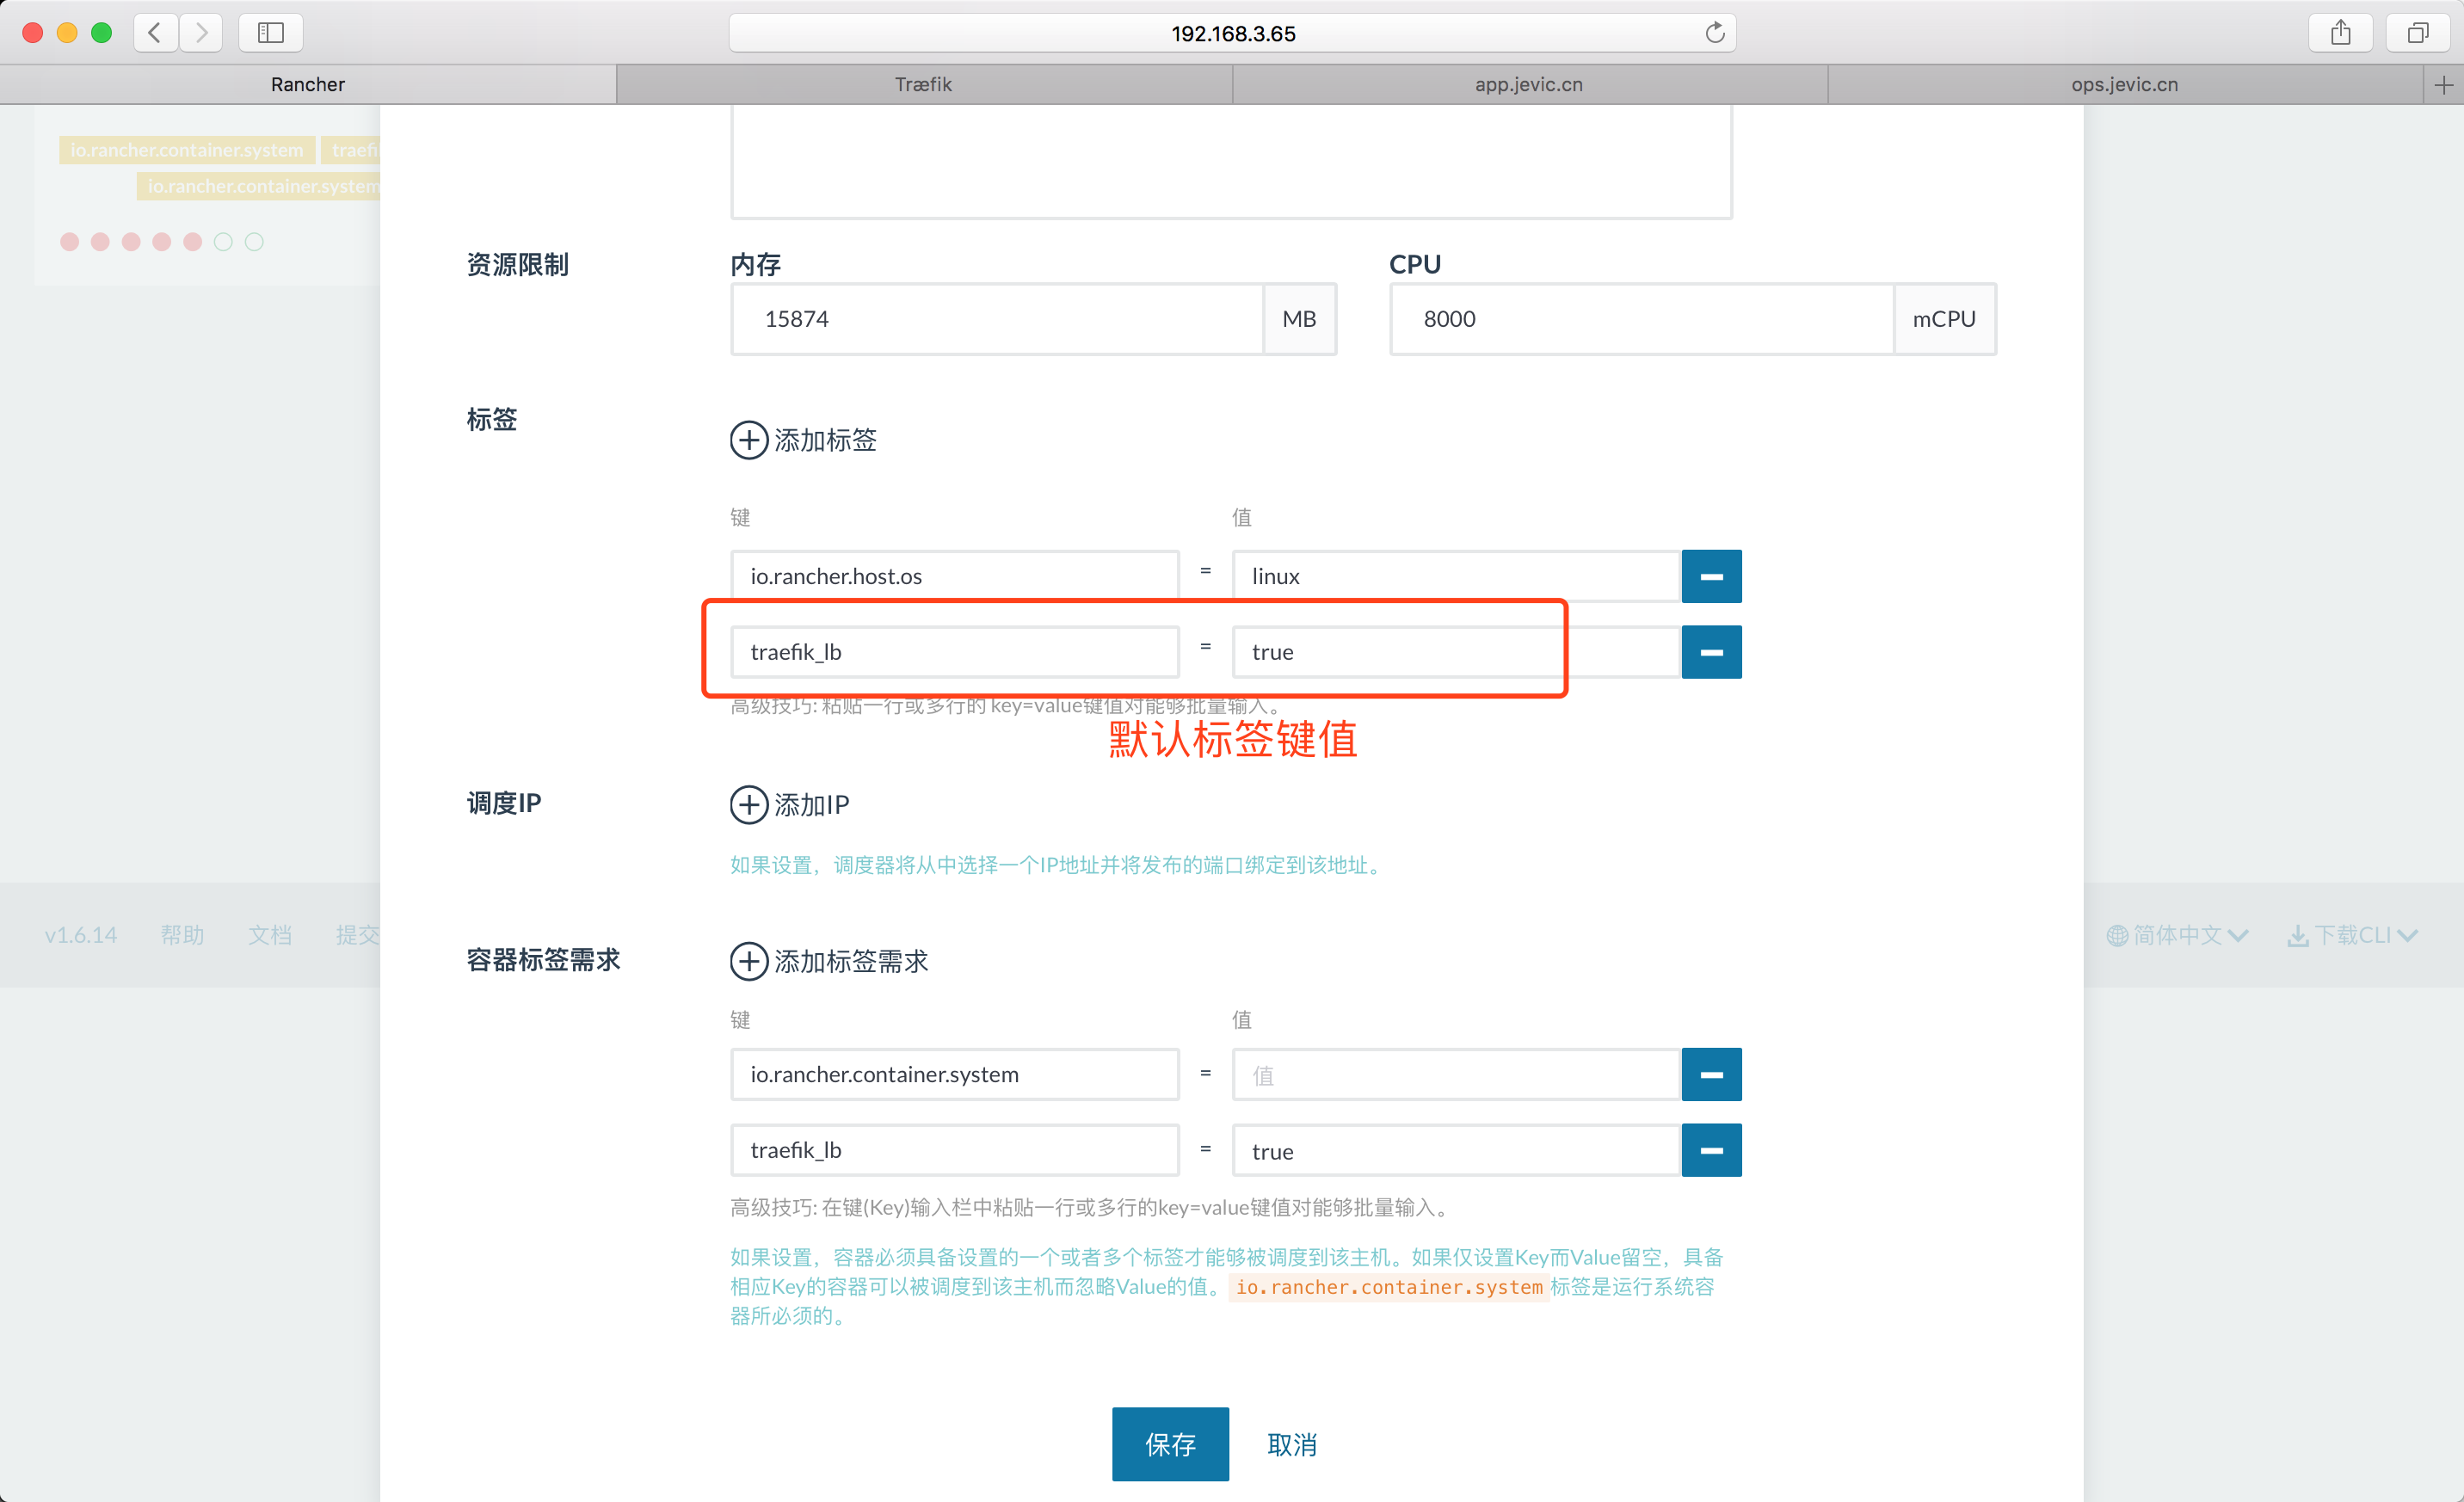 192.168.3.65
Rancher
Træfik
app.jevic.cn
ops.jevic.cn
io.rancher.container.system
io.rancher.container.system
资源限制
内存
CPU
15874 MB
8000 mCPU
标签
添加标签
键 值
io.rancher.host.os = linux
traefik_lb = true
高级技巧: 粘贴一行或多行的 key=value键值对能够批量输入。
默认标签键值
调度IP
添加IP
如果设置，调度器将从中选择一个IP地址并将发布的端口绑定到该地址。
v1.6.14 帮助 文档 提交
简体中文 下载CLI
容器标签需求
添加标签需求
键 值
io.rancher.container.system = 值
traefik_lb = true
高级技巧: 在键(Key)输入栏中粘贴一行或多行的key=value键值对能够批量输入。
如果设置，容器必须具备设置的一个或者多个标签才能够被调度到该主机。如果仅设置Key而Value留空，具备
相应Key的容器可以被调度到该主机而忽略Value的值。io.rancher.container.system标签是运行系统容
器所必须的。
保存 取消